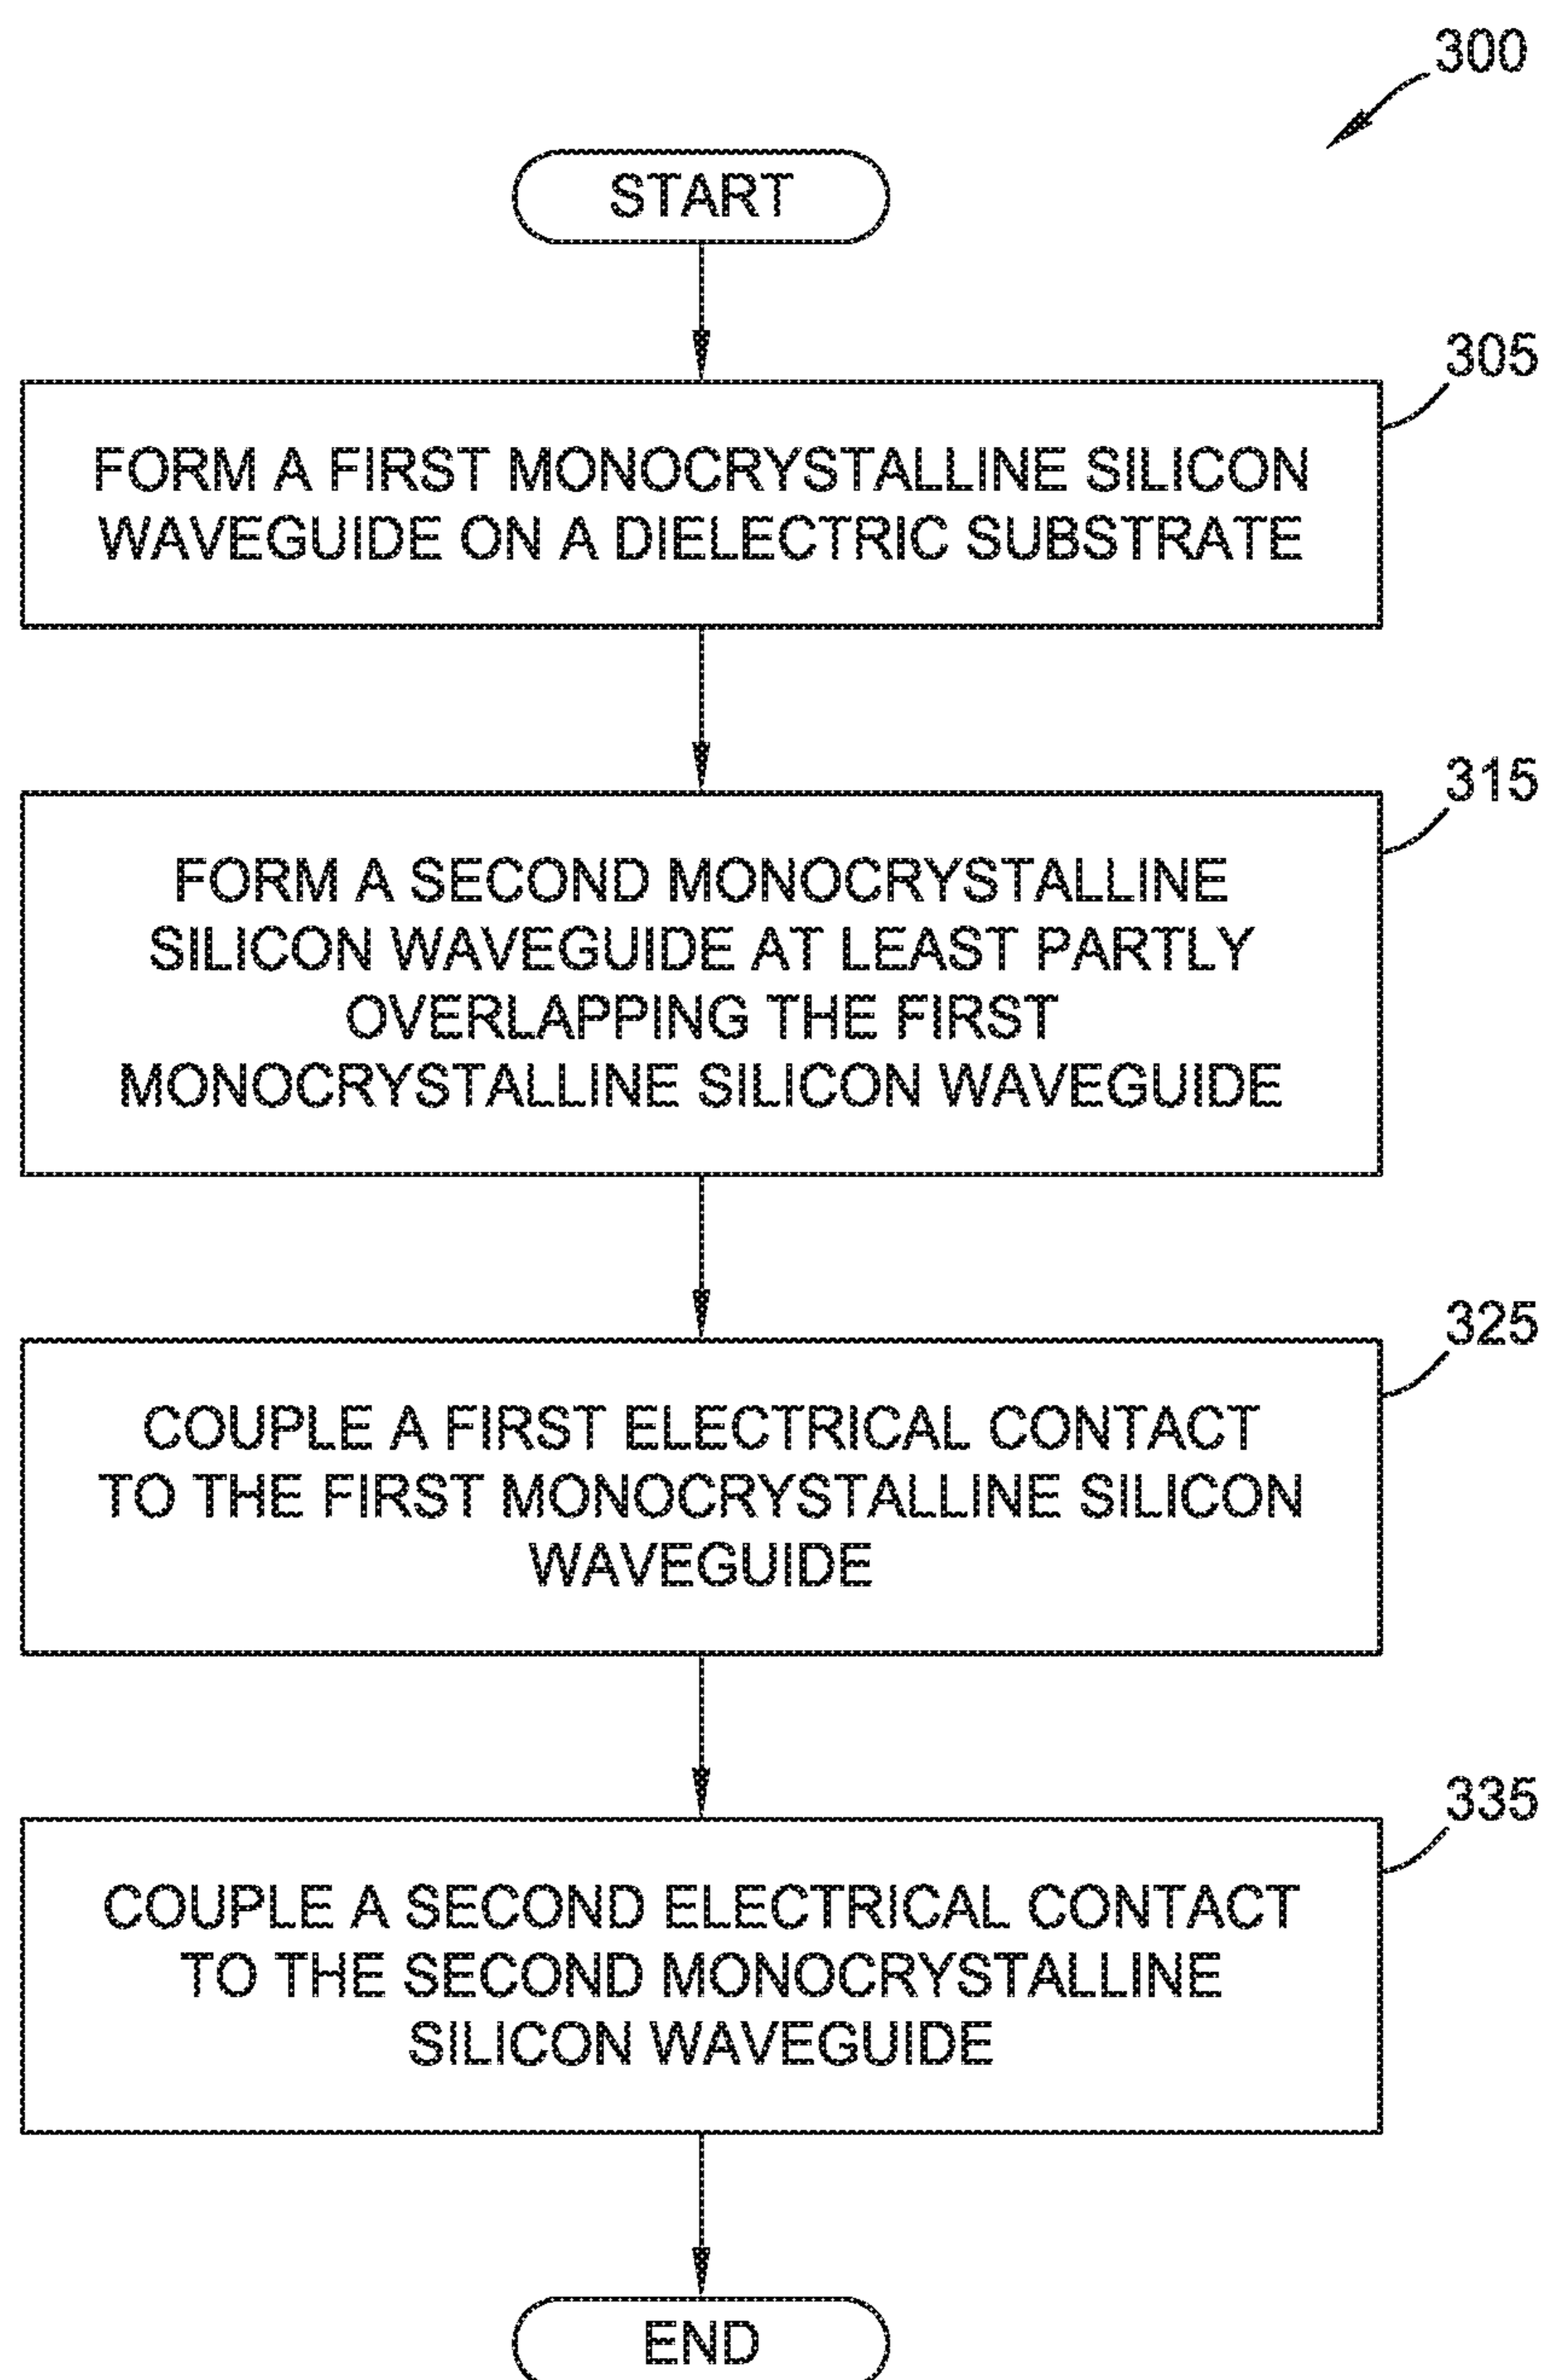 300
START
305
FORM A FIRST MONOCRYSTALLINE SILICON
WAVEGUIDE ON A DIELECTRIC SUBSTRATE
315
FORM A SECOND MONOCRYSTALLINE
SILICON WAVEGUIDE AT LEAST PARTLY
OVERLAPPING THE FIRST
MONOCRYSTALLINE SILICON WAVEGUIDE
325
COUPLE A FIRST ELECTRICAL CONTACT
TO THE FIRST MONOCRYSTALLINE SILICON
WAVEGUIDE
335
COUPLE A SECOND ELECTRICAL CONTACT
TO THE SECOND MONOCRYSTALLINE
SILICON WAVEGUIDE
END